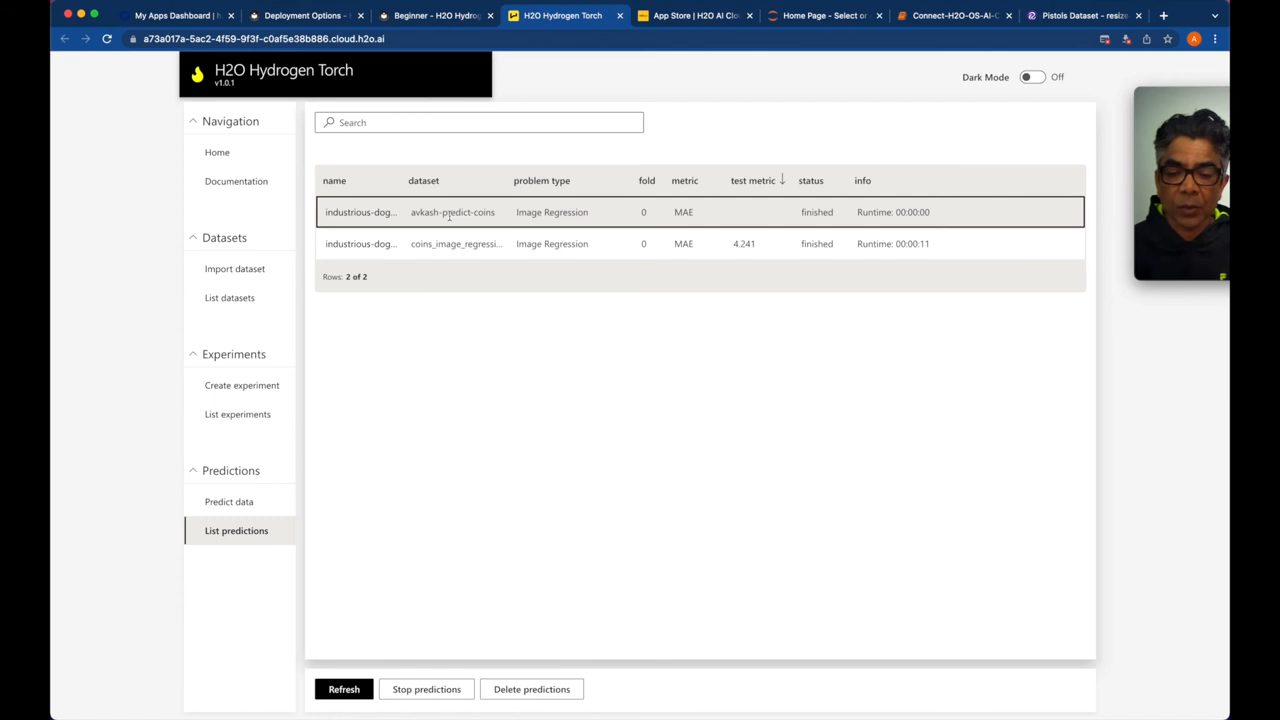 My Apps Dashboard | h
Deployment Options - H
Beginner - H2O Hydrog
H2O Hydrogen Torch
App Store | H2O AI Clou
Home Page - Select or
Connect-H2O-OS-AI-D
Pistols Dataset - resize
a73a017a-5ac2-4f59-9f3f-c0af5e38b886.cloud.h2o.ai
A
H2O Hydrogen Torch
v1.0.1
Dark Mode Off
Navigation
Home
Documentation
Datasets
Import dataset
List datasets
Experiments
Create experiment
List experiments
Predictions
Predict data
List predictions
Search
name dataset problem type fold metric test metric status info
industrious-dog... avkash-predict-coins Image Regression 0 MAE finished Runtime: 00:00:00
industrious-dog... coins_image_regressi... Image Regression 0 MAE 4.241 finished Runtime: 00:00:11
Rows: 2 of 2
Refresh Stop predictions Delete predictions